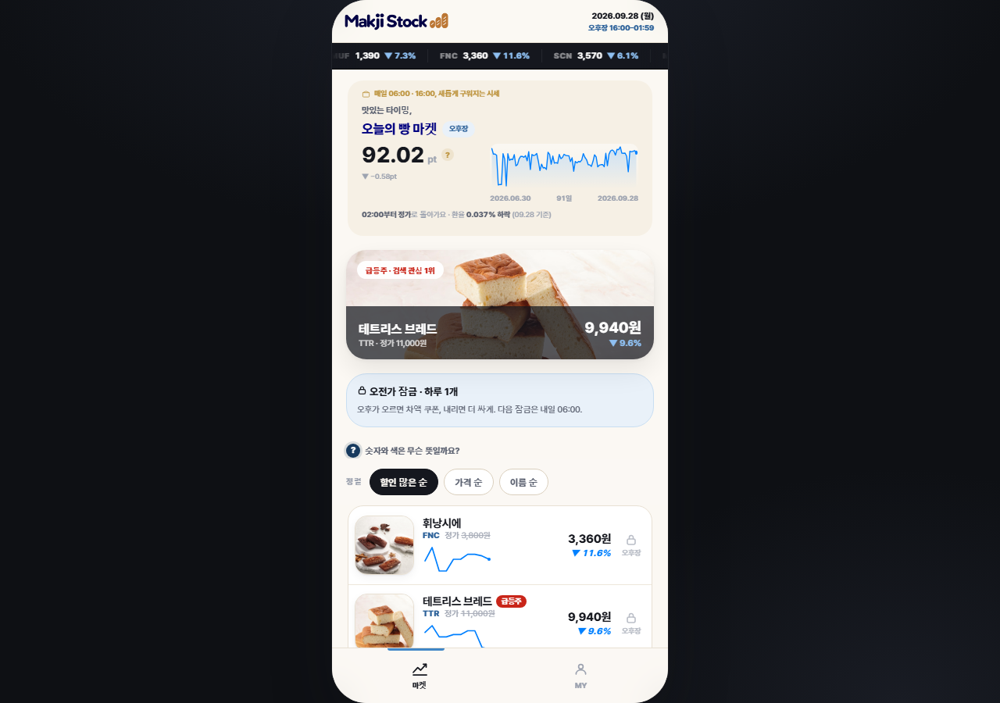 Makji Stock
2026.09.28 (월)
오후장 16:00–01:59
UF 1,390 ▼ 7.3% FNC 3,360 ▼ 11.6% SCN 3,570 ▼ 6.1%
매일 06:00 · 16:00, 새롭게 구워지는 시세
맛있는 타이밍,
오늘의 빵 마켓 오후장
92.02 pt ?
▼ −0.58pt
2026.06.30 91일 2026.09.28
02:00부터 정가로 돌아가요 · 환율 0.037% 하락 (09.28 기준)
급등주 · 검색 관심 1위
테트리스 브레드 9,940원
TTR · 정가 11,000원 ▼ 9.6%
오전가 잠금 · 하루 1개
오후가 오르면 차액 쿠폰, 내리면 더 싸게. 다음 잠금은 내일 06:00.
? 숫자와 색은 무슨 뜻일까요?
정렬 할인 많은 순 가격 순 이름 순
휘낭시에
FNC 정가 3,800원
3,360원
▼ 11.6%
오후장
테트리스 브레드 급등주
TTR 정가 11,000원
9,940원
▼ 9.6%
오후장
마켓 MY